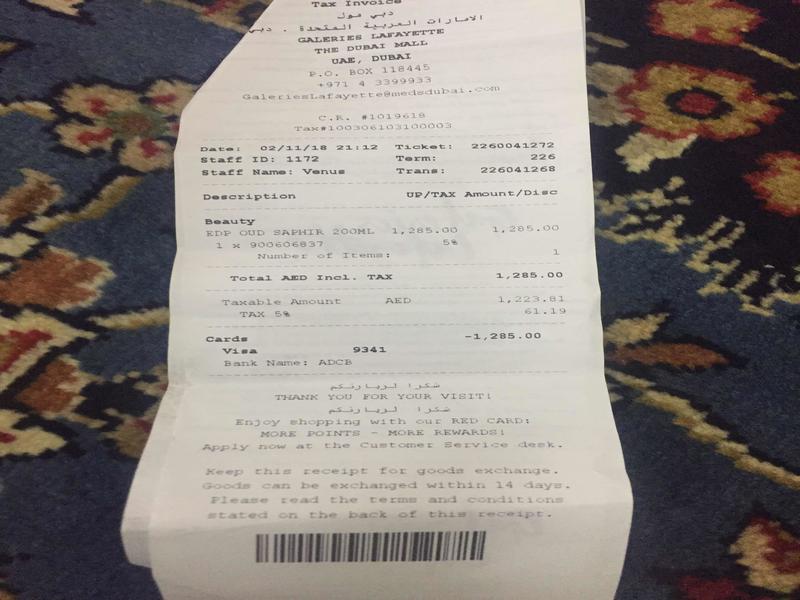 Tax Invoice
دبي مول
الامارات العربية المتحدة . دبي
GALERIES LAFAYETTE
THE DUBAI MALL
UAE, DUBAI
P.O. BOX 118445
+971 4 3399933
GaleriesLafayette@medsdubai.com
C.R. #1019618
Tax#100306103100003
Date: 02/11/18 21:12 Ticket: 2260041272
Staff ID: 1172 Term: 226
Staff Name: Venus Trans: 226041268
Description UP/TAX Amount/Disc
Beauty
EDP OUD SAPHIR 200ML 1,285.00 1,285.00
1 x 900606837 5%
Number of Items: 1
Total AED Incl. TAX 1,285.00
Taxable Amount AED 1,223.81
TAX 5% 61.19
Cards -1,285.00
Visa 9341
Bank Name: ADCB
شكرا لزيارتكم
THANK YOU FOR YOUR VISIT!
شكرا لزيارتكم
Enjoy shopping with our RED CARD:
MORE POINTS - MORE REWARDS!
Apply now at the Customer Service desk.
Keep this receipt for goods exchange.
Goods can be exchanged within 14 days.
Please read the terms and conditions
stated on the back of this receipt.